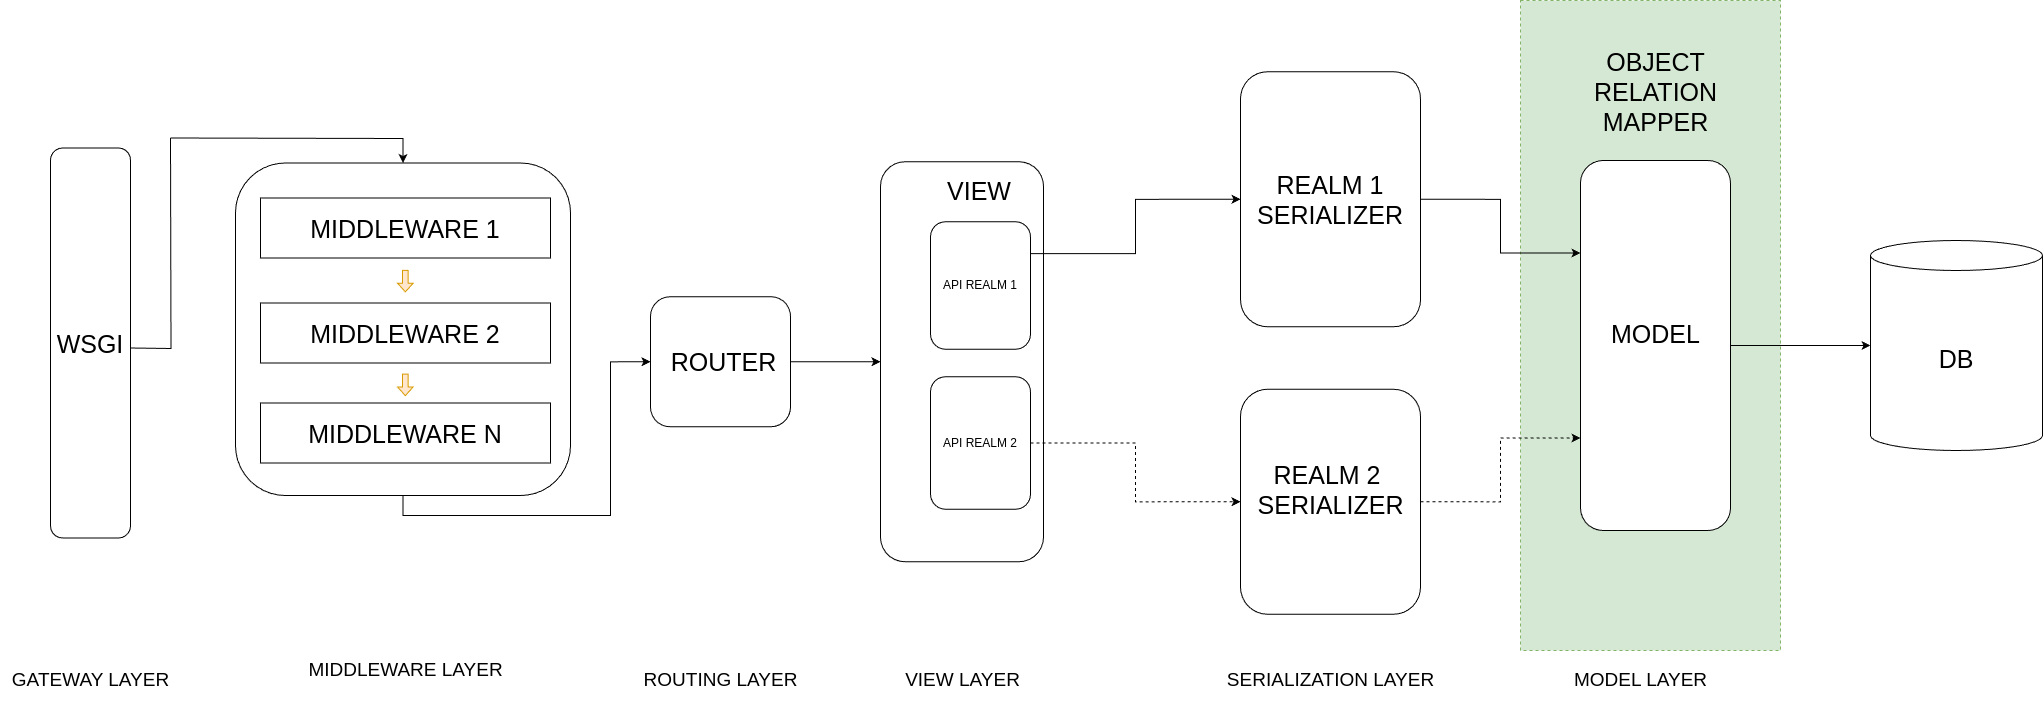 WSGI
MIDDLEWARE 1
MIDDLEWARE 2
MIDDLEWARE N
ROUTER
VIEW
API REALM 1
API REALM 2
REALM 1
SERIALIZER
REALM 2
SERIALIZER
OBJECT
RELATION
MAPPER
MODEL
DB
GATEWAY LAYER
MIDDLEWARE LAYER
ROUTING LAYER
VIEW LAYER
SERIALIZATION LAYER
MODEL LAYER